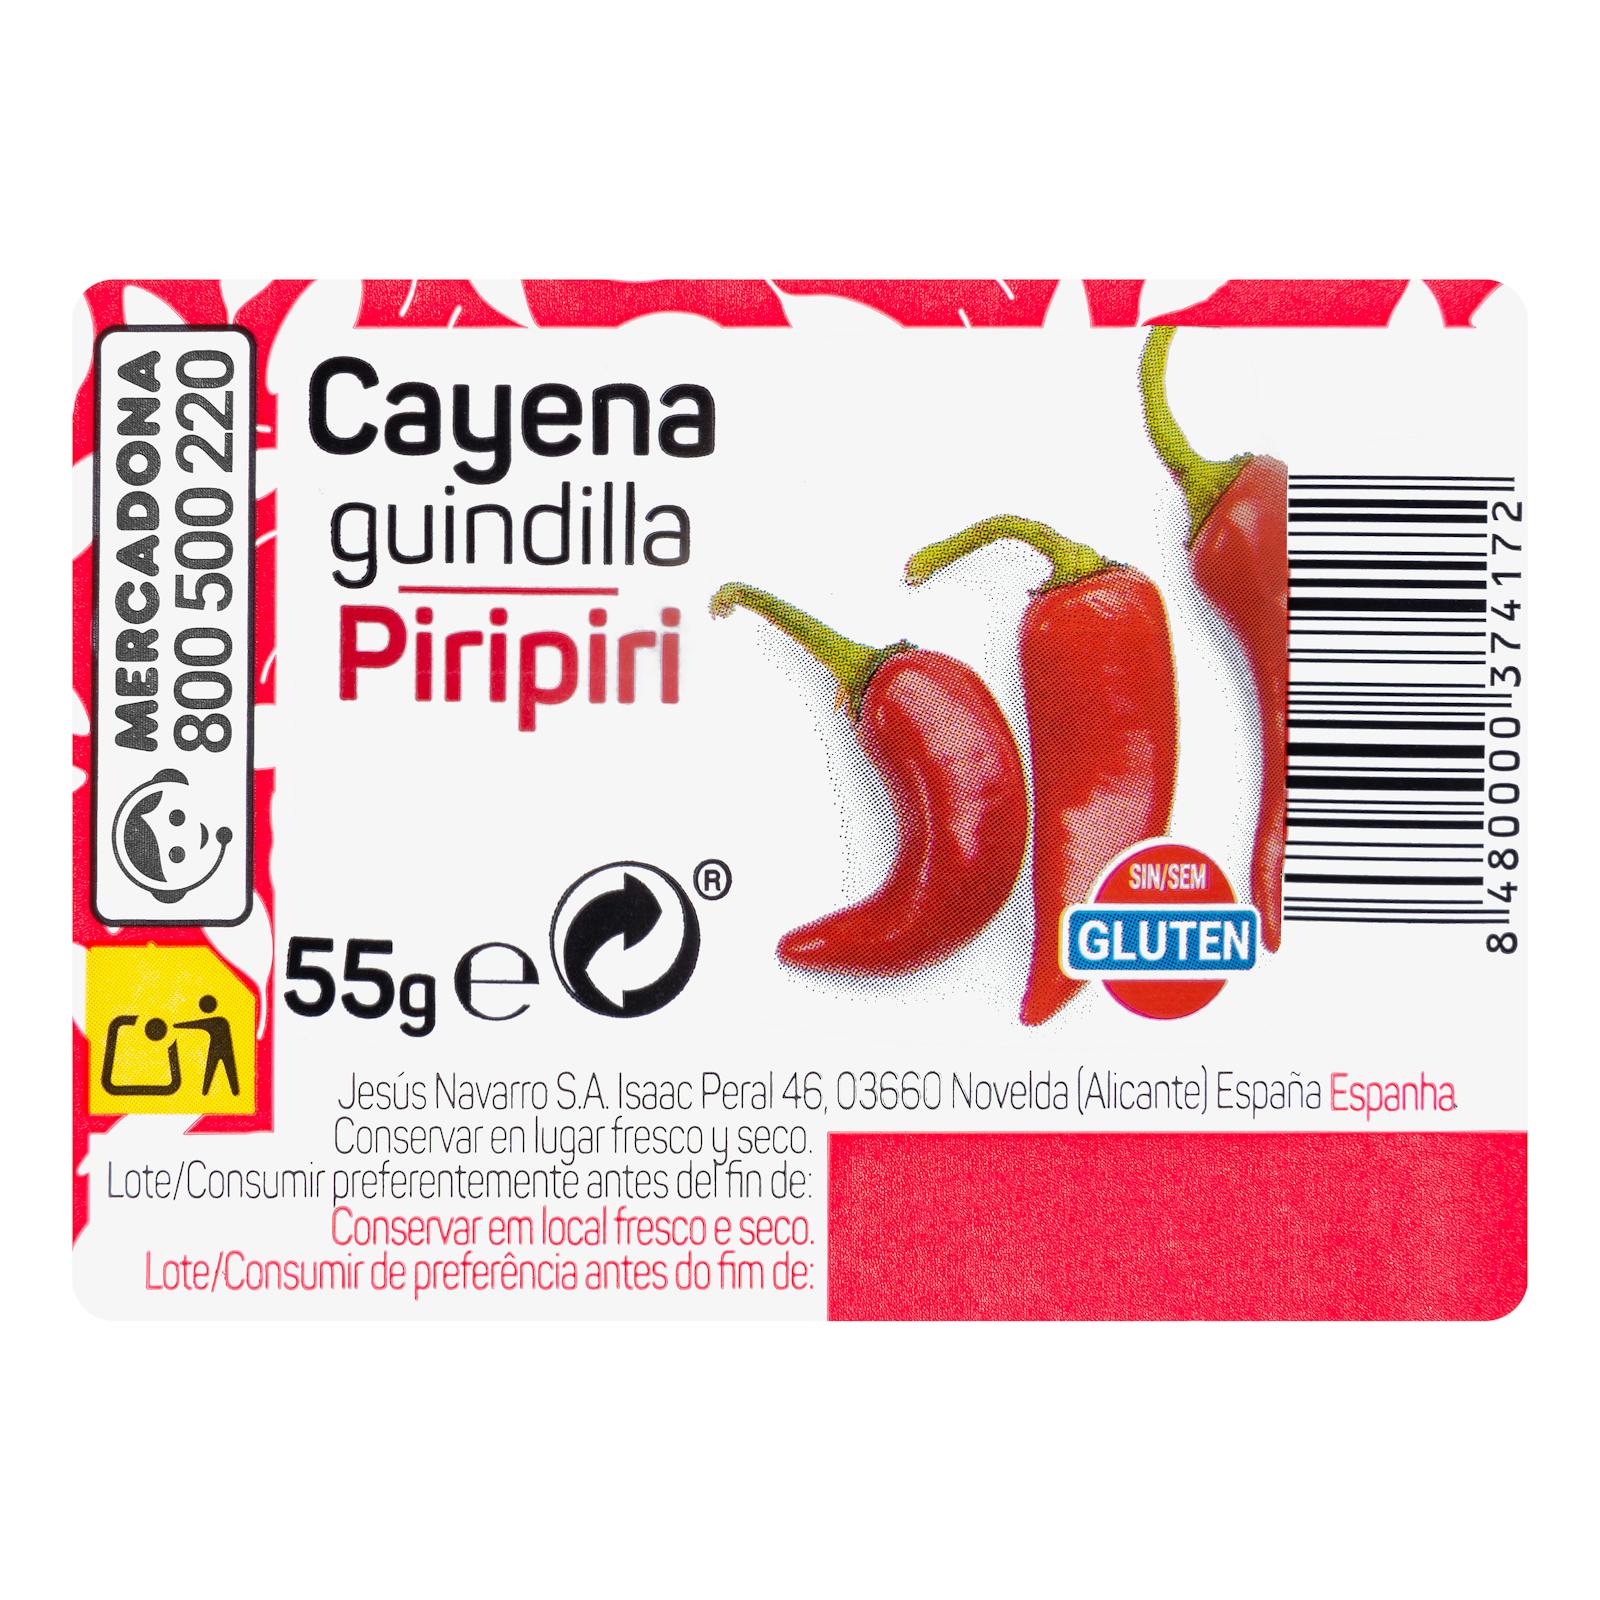 MERCADONA
800 500 220
Cayena
guindilla
Piripiri
55g ℮
®
SIN/SEM
GLUTEN
8 480000 374172
Jesús Navarro S.A. Isaac Peral 46, 03660 Novelda (Alicante) España Espanha
Conservar en lugar fresco y seco.
Lote/Consumir preferentemente antes del fin de:
Conservar em local fresco e seco.
Lote/Consumir de preferência antes do fim de: